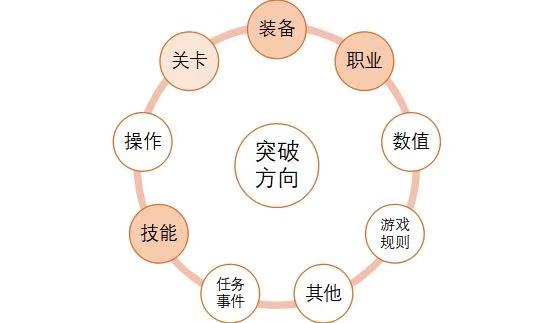 装备
职业
数值
游戏
规则
其他
任务
事件
技能
操作
关卡
突破
方向